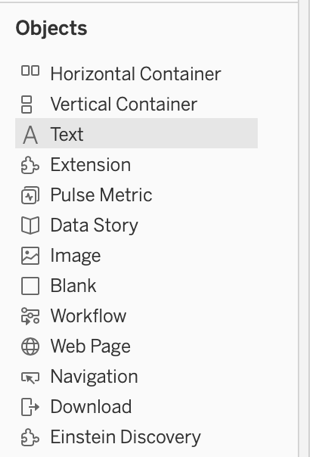 Objects
Horizontal Container
Vertical Container
Text
Extension
Pulse Metric
Data Story
Image
Blank
Workflow
Web Page
Navigation
Download
Einstein Discovery